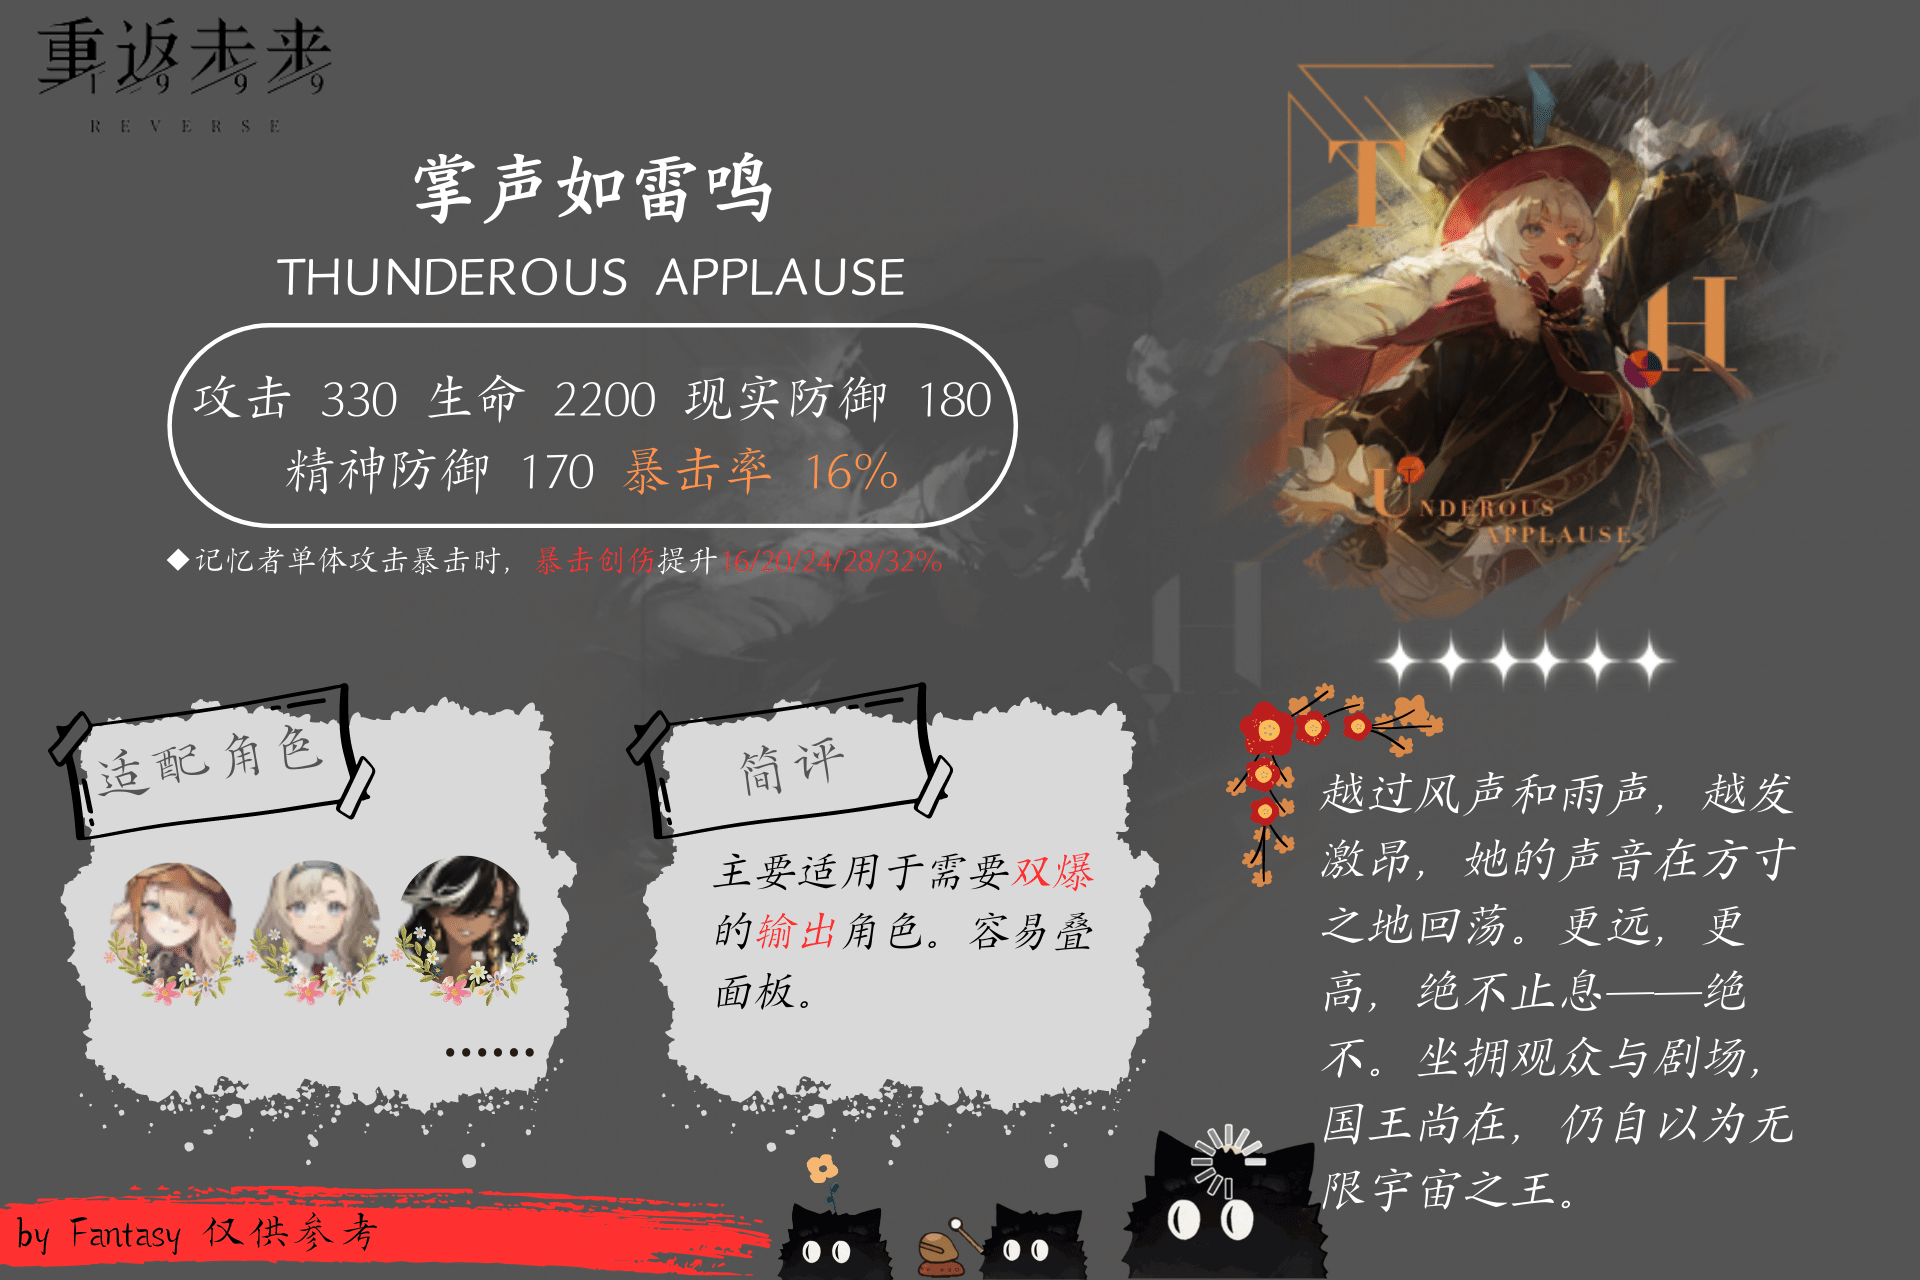 重返未来
1999
REVERSE
掌声如雷鸣
THUNDEROUS APPLAUSE
攻击 330 生命 2200 现实防御 180
精神防御 170 暴击率 16%
◆记忆者单体攻击暴击时，暴击创伤提升16/20/24/28/32%
T
H
UNDEROUS
APPLAUSE
适配角色
······
简评
主要适用于需要双爆
的输出角色。容易叠
面板。
越过风声和雨声，越发
激昂，她的声音在方寸
之地回荡。更远，更
高，绝不止息——绝
不。坐拥观众与剧场，
国王尚在，仍自以为无
限宇宙之王。
by Fantasy 仅供参考